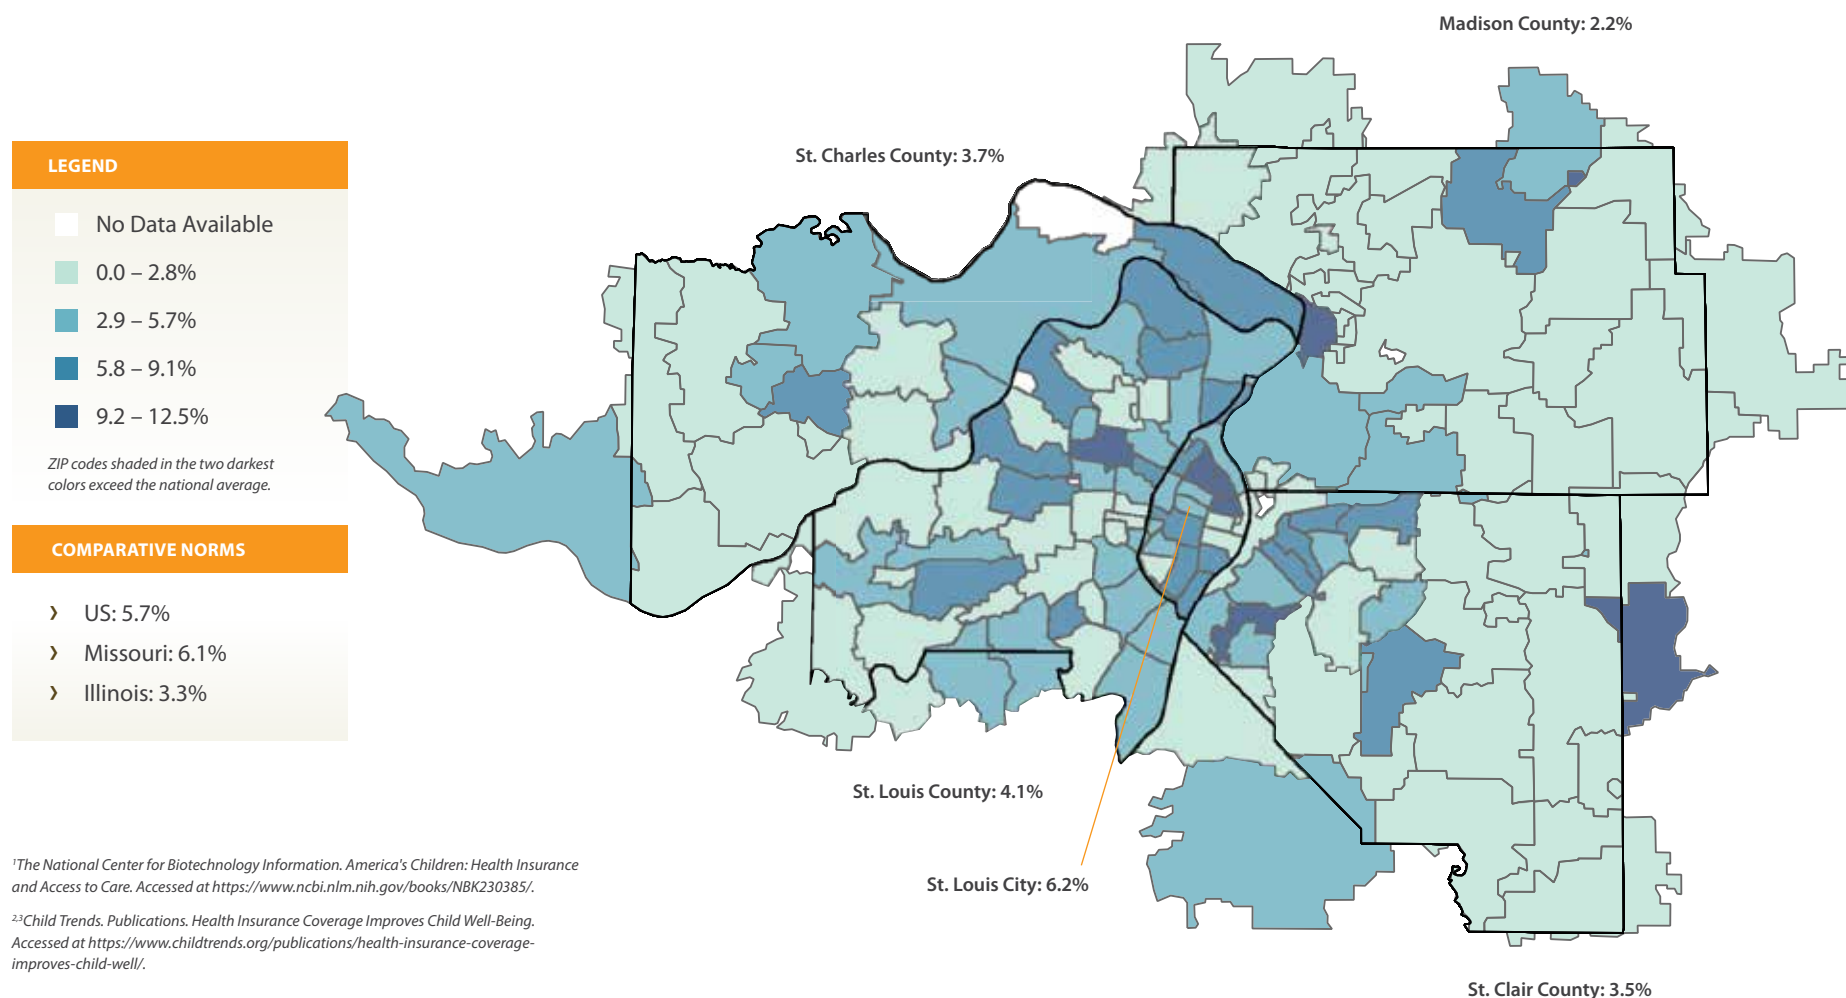 Madison County: 2.2%
St. Charles County: 3.7%
LEGEND
No Data Available
0.0 – 2.8%
2.9 – 5.7%
5.8 – 9.1%
9.2 – 12.5%
ZIP codes shaded in the two darkest
colors exceed the national average.
COMPARATIVE NORMS
› US: 5.7%
› Missouri: 6.1%
› Illinois: 3.3%
St. Louis County: 4.1%
St. Louis City: 6.2%
¹The National Center for Biotechnology Information. America's Children: Health Insurance
and Access to Care. Accessed at https://www.ncbi.nlm.nih.gov/books/NBK230385/.
²,³Child Trends. Publications. Health Insurance Coverage Improves Child Well-Being.
Accessed at https://www.childtrends.org/publications/health-insurance-coverage-
improves-child-well/.
St. Clair County: 3.5%